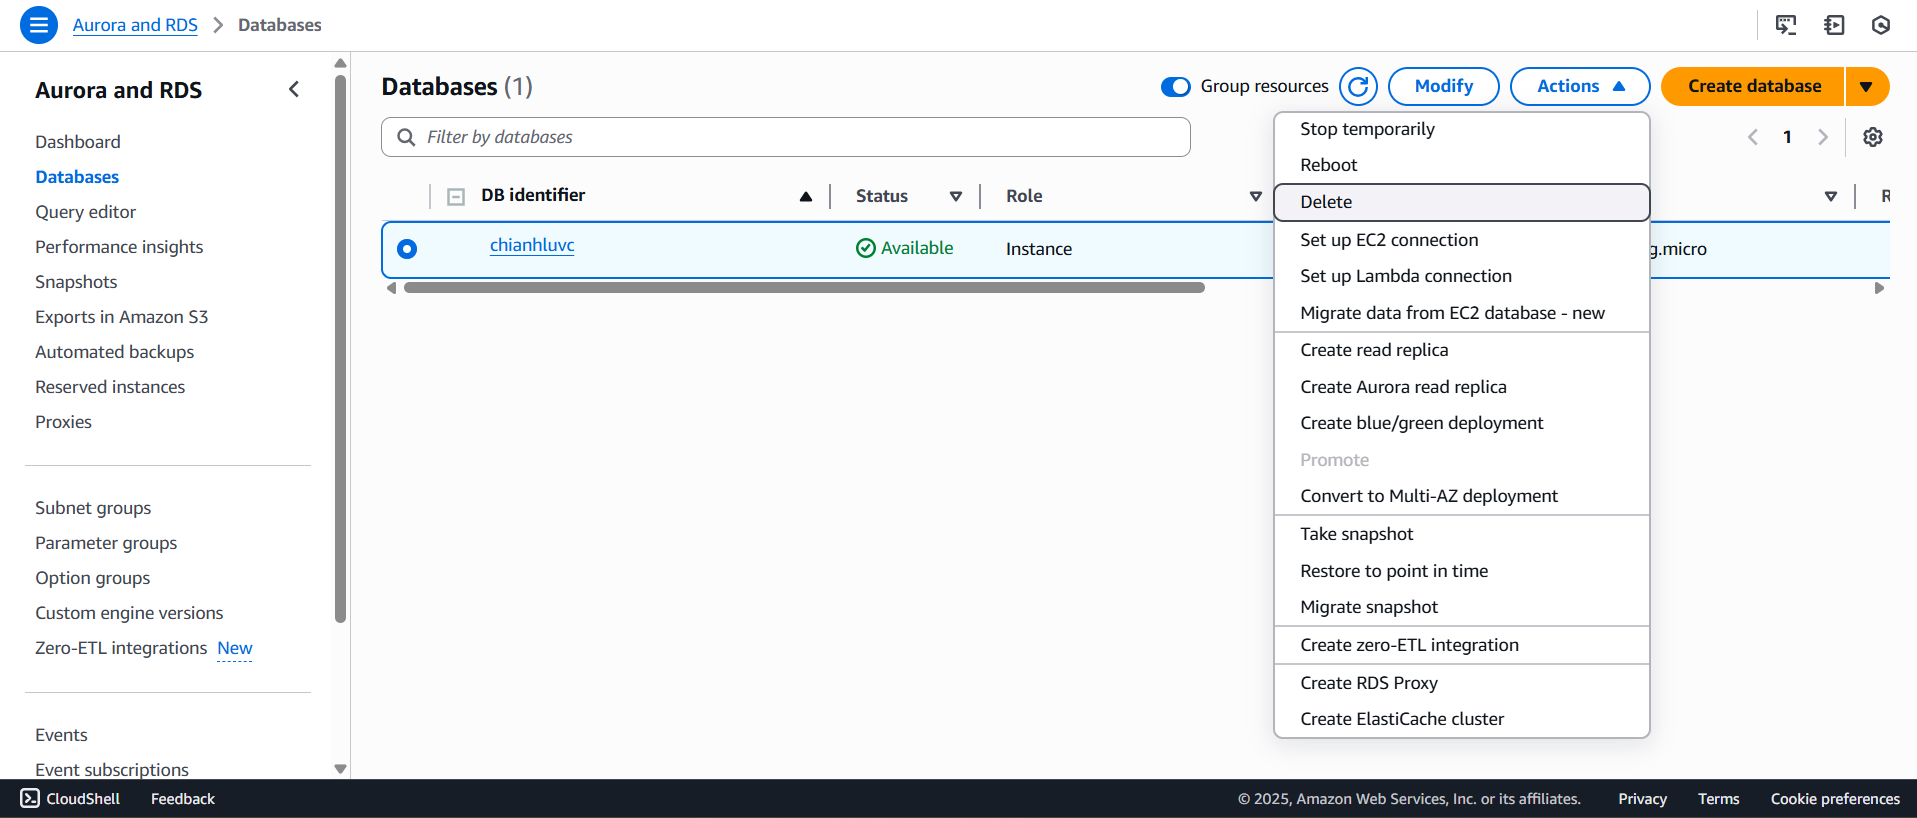 Aurora and RDS > Databases
Aurora and RDS
Dashboard
Databases
Query editor
Performance insights
Snapshots
Exports in Amazon S3
Automated backups
Reserved instances
Proxies
Subnet groups
Parameter groups
Option groups
Custom engine versions
Zero-ETL integrations New
Events
Event subscriptions
Databases (1)
Group resources
Modify
Actions
Create database
Filter by databases
1
DB identifier Status Role R
chianhluvc Available Instance g.micro
Stop temporarily
Reboot
Delete
Set up EC2 connection
Set up Lambda connection
Migrate data from EC2 database - new
Create read replica
Create Aurora read replica
Create blue/green deployment
Promote
Convert to Multi-AZ deployment
Take snapshot
Restore to point in time
Migrate snapshot
Create zero-ETL integration
Create RDS Proxy
Create ElastiCache cluster
CloudShell Feedback © 2025, Amazon Web Services, Inc. or its affiliates. Privacy Terms Cookie preferences